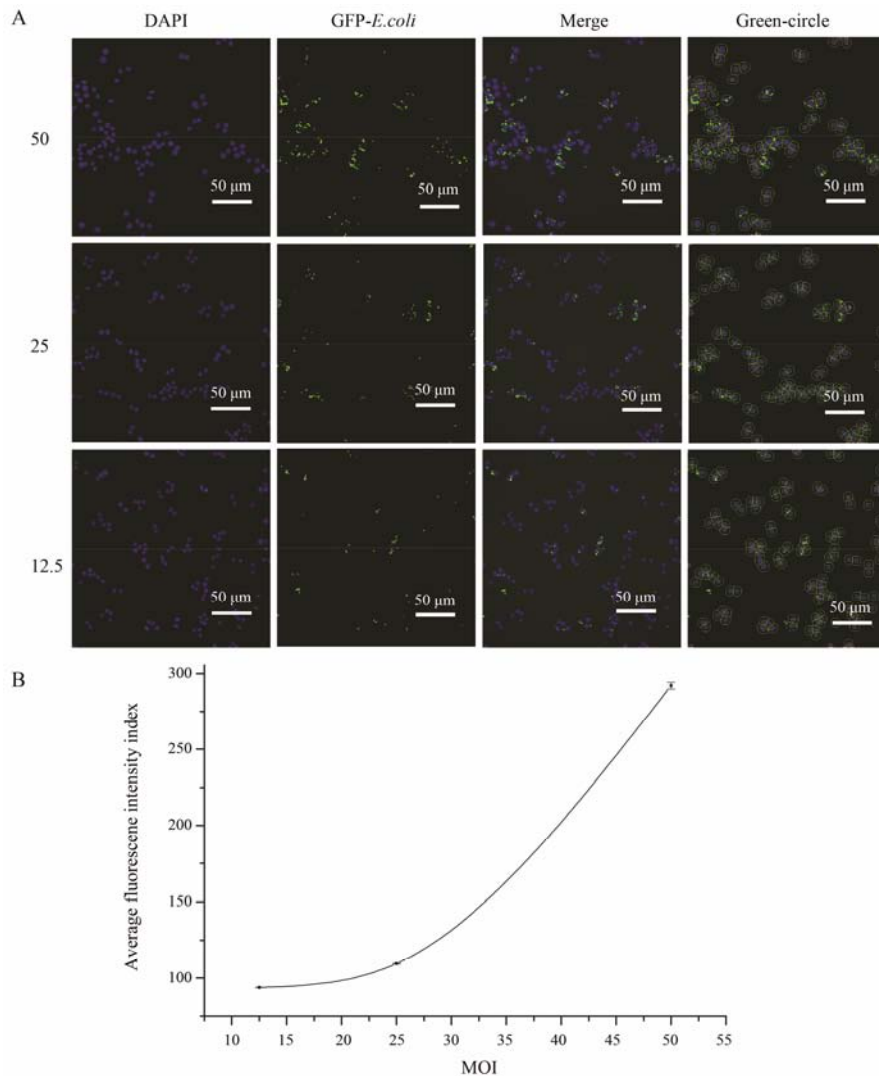 A
DAPI GFP-E.coli Merge Green-circle
50
50 μm 50 μm 50 μm 50 μm
25
50 μm 50 μm 50 μm 50 μm
12.5
50 μm 50 μm 50 μm 50 μm
B
Average fluorescene intensity index
300
250
200
150
100
10 15 20 25 30 35 40 45 50 55
MOI